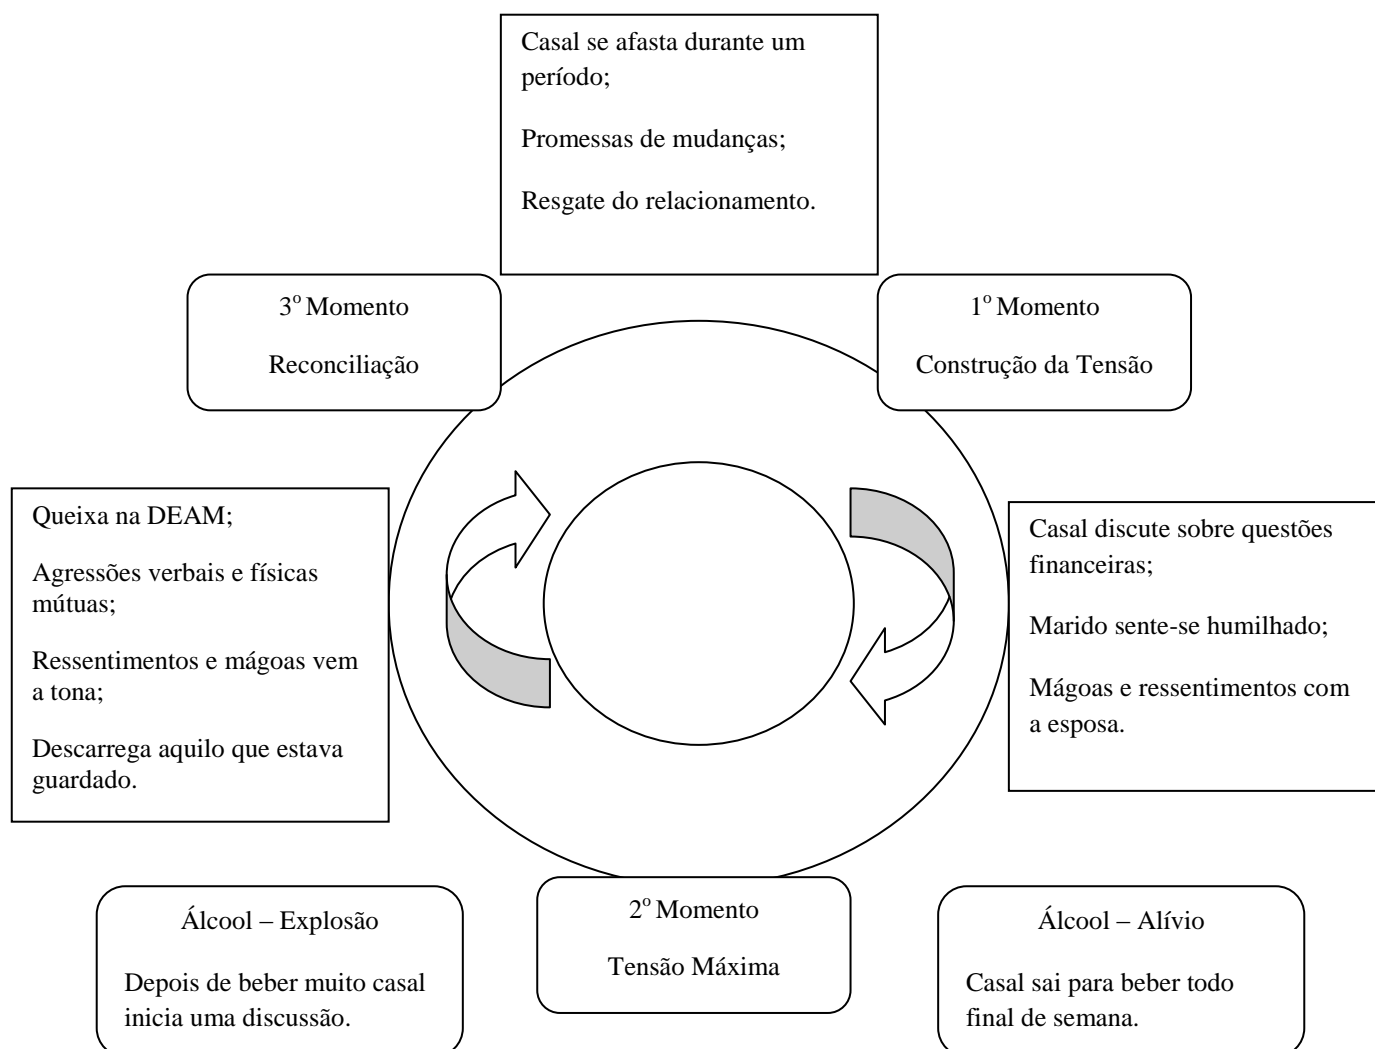 Casal se afasta durante um
período;
Promessas de mudanças;
Resgate do relacionamento.
3º Momento
Reconciliação
1º Momento
Construção da Tensão
Queixa na DEAM;
Agressões verbais e físicas
mútuas;
Ressentimentos e mágoas vem
a tona;
Descarrega aquilo que estava
guardado.
Casal discute sobre questões
financeiras;
Marido sente-se humilhado;
Mágoas e ressentimentos com
a esposa.
Álcool – Explosão
Depois de beber muito casal
inicia uma discussão.
2º Momento
Tensão Máxima
Álcool – Alívio
Casal sai para beber todo
final de semana.